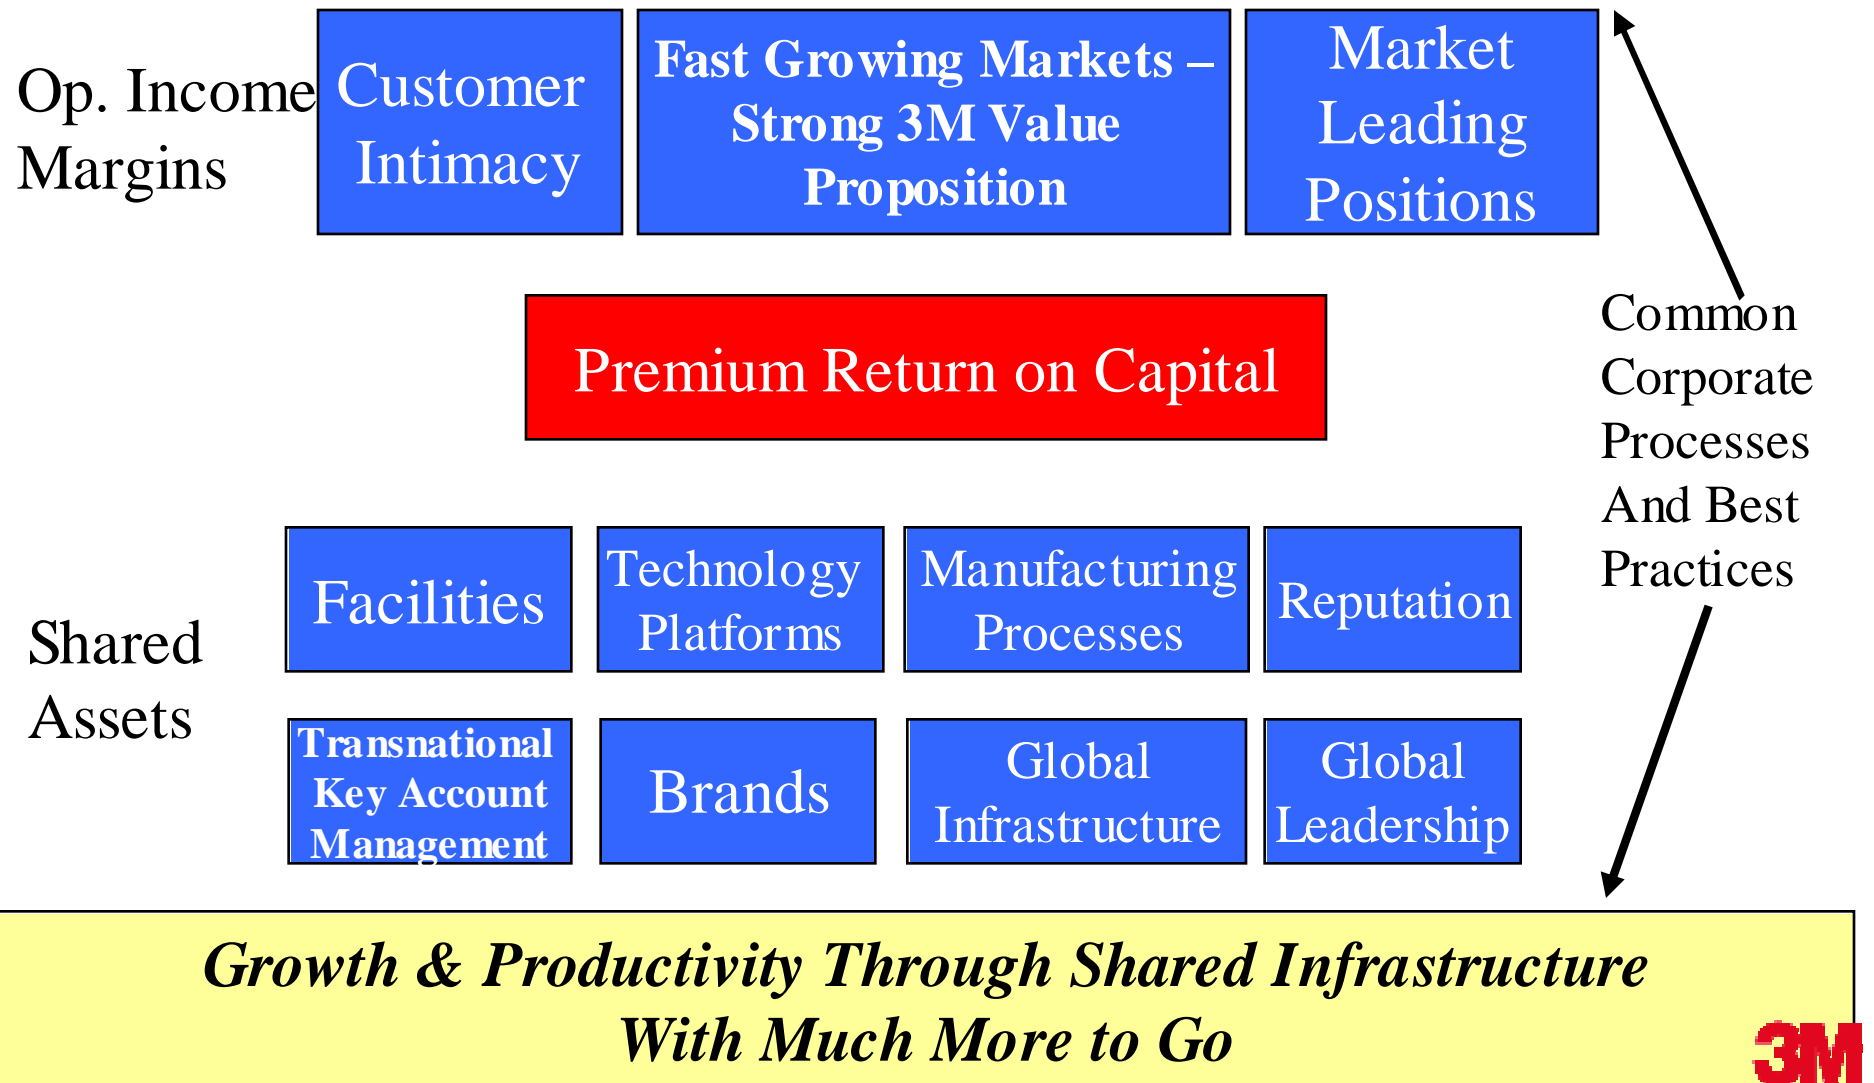 Op. Income
Margins
Customer
Intimacy
Fast Growing Markets –
Strong 3M Value
Proposition
Market
Leading
Positions
Premium Return on Capital
Common
Corporate
Processes
And Best
Practices
Shared
Assets
Facilities
Technology
Platforms
Manufacturing
Processes
Reputation
Transnational
Key Account
Management
Brands
Global
Infrastructure
Global
Leadership
Growth & Productivity Through Shared Infrastructure
With Much More to Go
3M